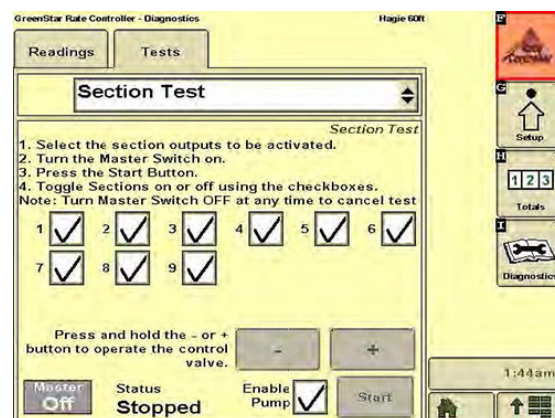 GreenStar Rate Controller - Diagnostics
Hagie 60ft
Readings
Tests
Section Test
Section Test
1. Select the section outputs to be activated.
2. Turn the Master Switch on.
3. Press the Start Button.
4. Toggle Sections on or off using the checkboxes.
Note: Turn Master Switch OFF at any time to cancel test
1 2 3 4 5 6
7 8 9
Press and hold the - or +
button to operate the control
valve.
- +
Master
Off
Status
Stopped
Enable
Pump
Start
F
G
Setup
H
1 2 3
Totals
I
Diagnostics
1:44am